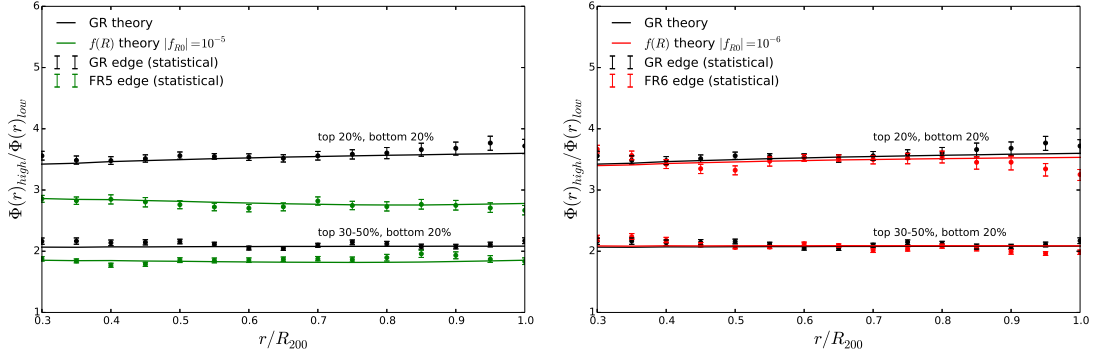 6
5
4
3
2
1
Φ(r)_high/Φ(r)_low
GR theory
f(R) theory |f_R0| = 10^-5
GR edge (statistical)
FR5 edge (statistical)
top 20%, bottom 20%
top 30-50%, bottom 20%
0.3 0.4 0.5 0.6 0.7 0.8 0.9 1.0
r/R_200
6
5
4
3
2
1
Φ(r)_high/Φ(r)_low
GR theory
f(R) theory |f_R0| = 10^-6
GR edge (statistical)
FR6 edge (statistical)
top 20%, bottom 20%
top 30-50%, bottom 20%
0.3 0.4 0.5 0.6 0.7 0.8 0.9 1.0
r/R_200